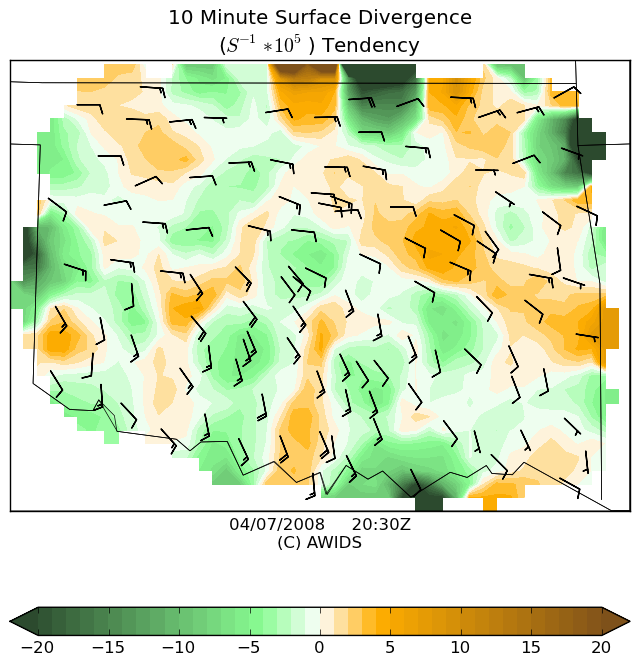 10 Minute Surface Divergence
(S⁻¹ * 10⁵ ) Tendency
04/07/2008 20:30Z
(C) AWIDS
−20 −15 −10 −5 0 5 10 15 20